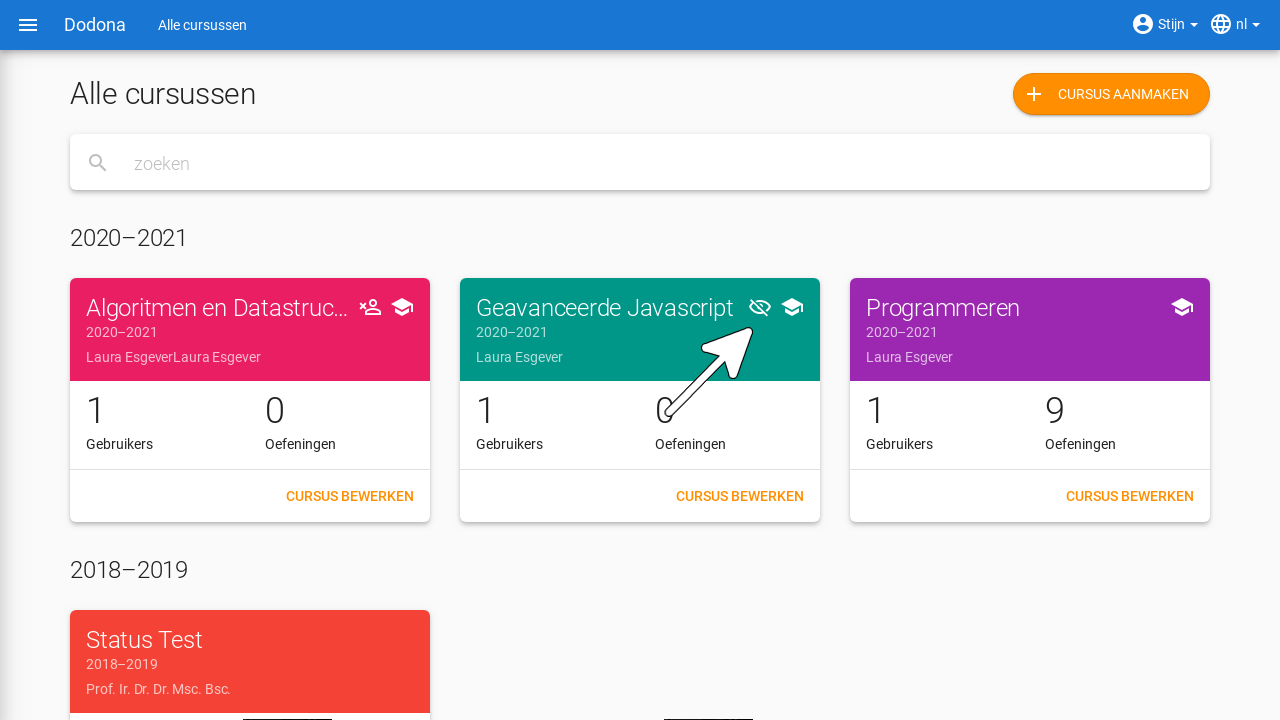 Dodona Alle cursussen Stijn nl
Alle cursussen
CURSUS AANMAKEN
zoeken
2020–2021
Algoritmen en Datastruc…
2020–2021
Laura EsgeverLaura Esgever
1 0
Gebruikers Oefeningen
CURSUS BEWERKEN
Geavanceerde Javascript
2020–2021
Laura Esgever
1 0
Gebruikers Oefeningen
CURSUS BEWERKEN
Programmeren
2020–2021
Laura Esgever
1 9
Gebruikers Oefeningen
CURSUS BEWERKEN
2018–2019
Status Test
2018–2019
Prof. Ir. Dr. Dr. Msc. Bsc.